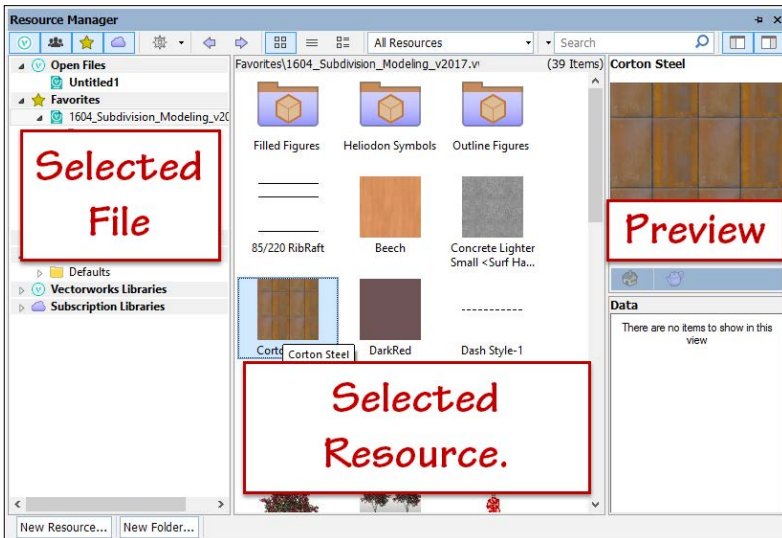 Resource Manager
All Resources
Search
Open Files
Untitled1
Favorites
1604_Subdivision_Modeling_v20
Defaults
Vectorworks Libraries
Subscription Libraries
Selected
File
Favorites\1604_Subdivision_Modeling_v2017.v (39 Items)
Filled Figures
Heliodon Symbols
Outline Figures
85/220 RibRaft
Beech
Concrete Lighter
Small <Surf Ha...
Corto
Corton Steel
DarkRed
Dash Style-1
Selected
Resource.
Corton Steel
Preview
Data
There are no items to show in this
view
New Resource...
New Folder...